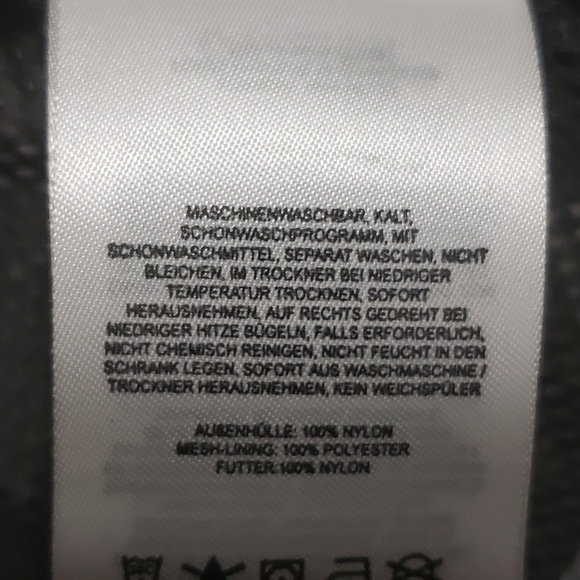 MASCHINENWASCHBAR, KALT,
SCHONWASCHPROGRAMM, MIT
SCHONWASCHMITTEL, SEPARAT WASCHEN, NICHT
BLEICHEN, IM TROCKNER BEI NIEDRIGER
TEMPERATUR TROCKNEN, SOFORT
HERAUSNEHMEN, AUF RECHTS GEDREHT BEI
NIEDRIGER HITZE BÜGELN, FALLS ERFORDERLICH,
NICHT CHEMISCH REINIGEN, NICHT FEUCHT IN DEN
SCHRANK LEGEN, SOFORT AUS WASCHMASCHINE /
TROCKNER HERAUSNEHMEN, KEIN WEICHSPÜLER
AUßENHÜLLE: 100% NYLON
MESH-LINING: 100% POLYESTER
FUTTER:100% NYLON